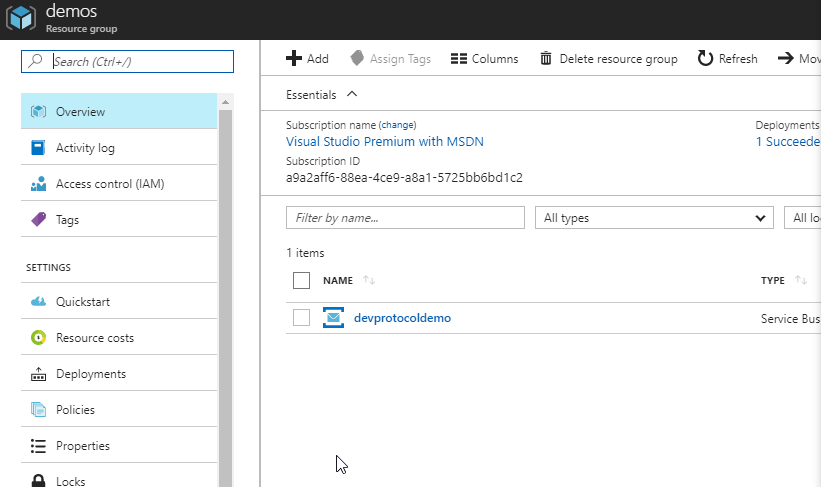 demos
Resource group
Search (Ctrl+/)
Overview
Activity log
Access control (IAM)
Tags
SETTINGS
Quickstart
Resource costs
Deployments
Policies
Properties
Locks
Add
Assign Tags
Columns
Delete resource group
Refresh
Mov
Essentials
Subscription name (change)
Visual Studio Premium with MSDN
Subscription ID
a9a2aff6-88ea-4ce9-a8a1-5725bb6bd1c2
Deployments
1 Succeede
Filter by name...
All types
All lo
1 items
NAME
TYPE
devprotocoldemo
Service Bus